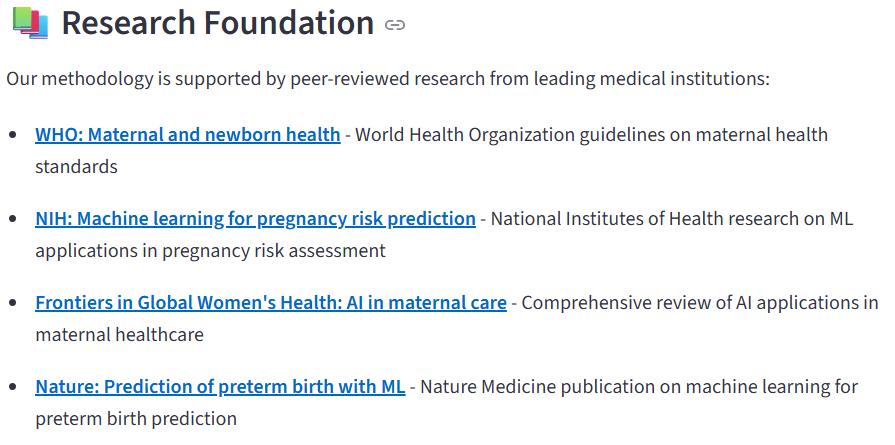 Research Foundation
Our methodology is supported by peer-reviewed research from leading medical institutions:
• WHO: Maternal and newborn health - World Health Organization guidelines on maternal health
standards
• NIH: Machine learning for pregnancy risk prediction - National Institutes of Health research on ML
applications in pregnancy risk assessment
• Frontiers in Global Women's Health: AI in maternal care - Comprehensive review of AI applications in
maternal healthcare
• Nature: Prediction of preterm birth with ML - Nature Medicine publication on machine learning for
preterm birth prediction